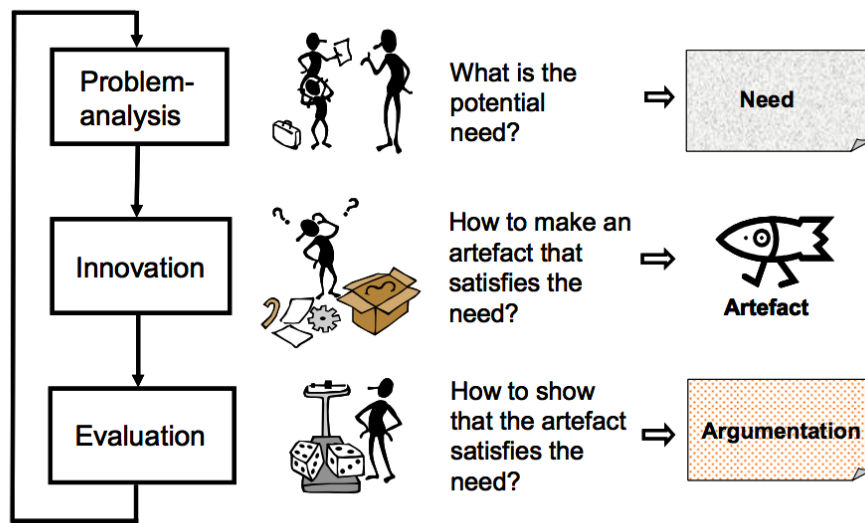 Problem-
analysis
What is the
potential
need?
Need
Innovation
How to make an
artefact that
satisfies the
need?
Artefact
Evaluation
How to show
that the artefact
satisfies the
need?
Argumentation